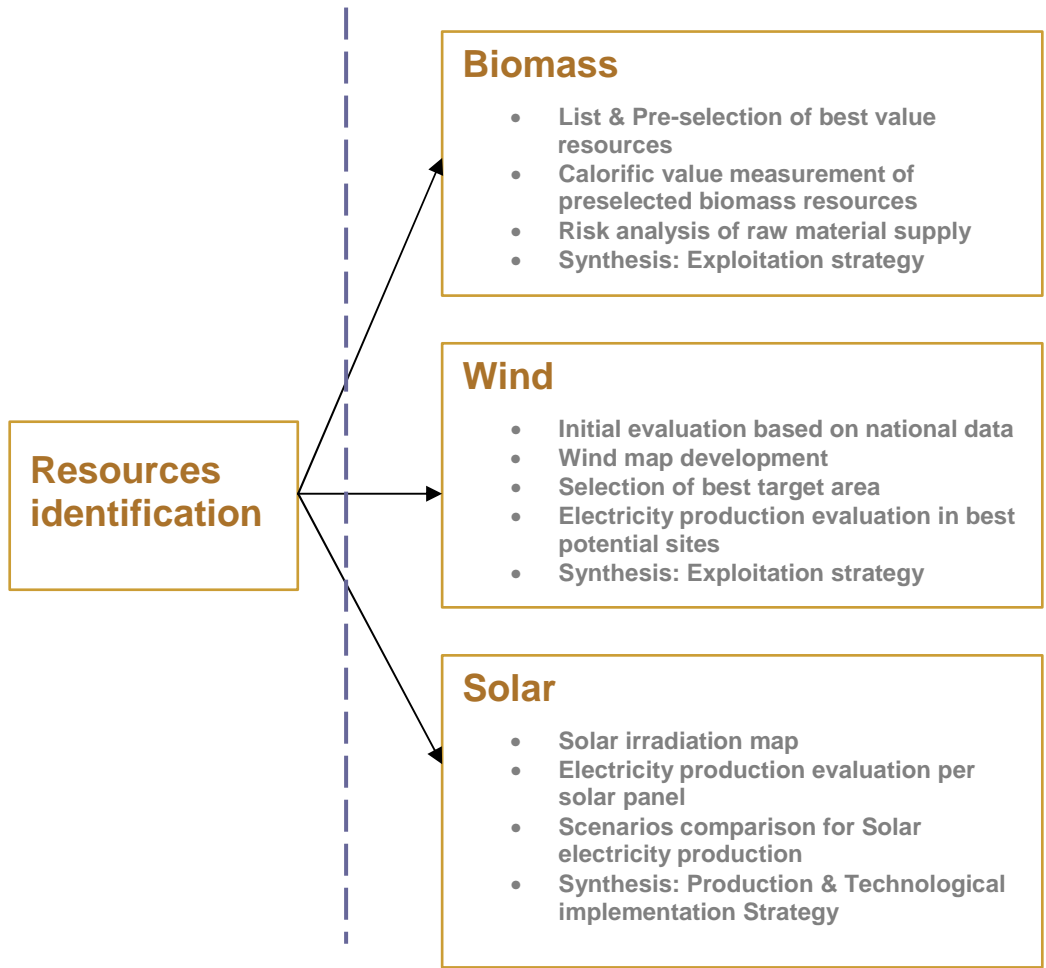 Resources
identification
Biomass
• List & Pre-selection of best value
resources
• Calorific value measurement of
preselected biomass resources
• Risk analysis of raw material supply
• Synthesis: Exploitation strategy
Wind
• Initial evaluation based on national data
• Wind map development
• Selection of best target area
• Electricity production evaluation in best
potential sites
• Synthesis: Exploitation strategy
Solar
• Solar irradiation map
• Electricity production evaluation per
solar panel
• Scenarios comparison for Solar
electricity production
• Synthesis: Production & Technological
implementation Strategy